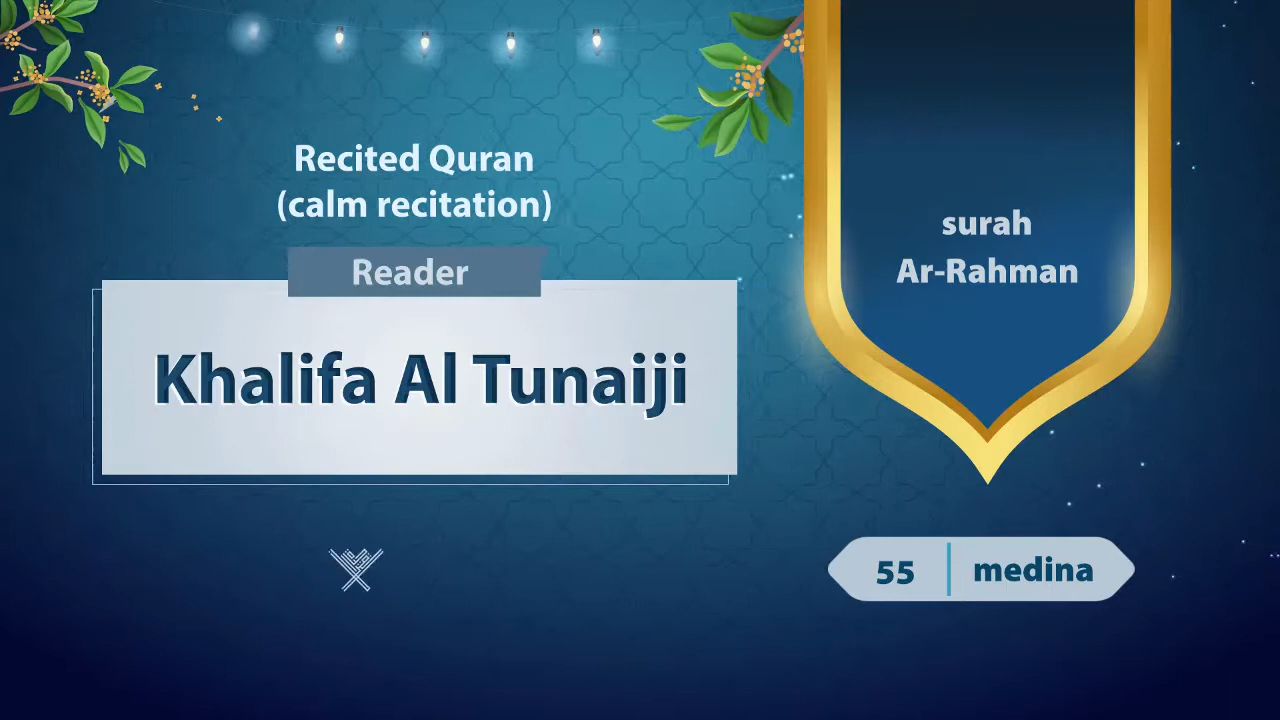 Recited Quran
(calm recitation)
Reader
Khalifa Al Tunaiji
surah
Ar-Rahman
55
medina